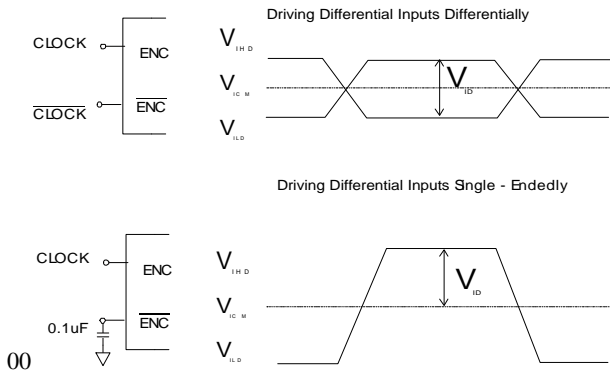 Driving Differential Inputs Differentially
CLOCK
ENC
V IHD
V ICM
V ID
CLOCK
ENC
V ILD
Driving Differential Inputs Single - Endedly
CLOCK
ENC
V IHD
V ID
ENC
V ICM
0.1uF
V ILD
00